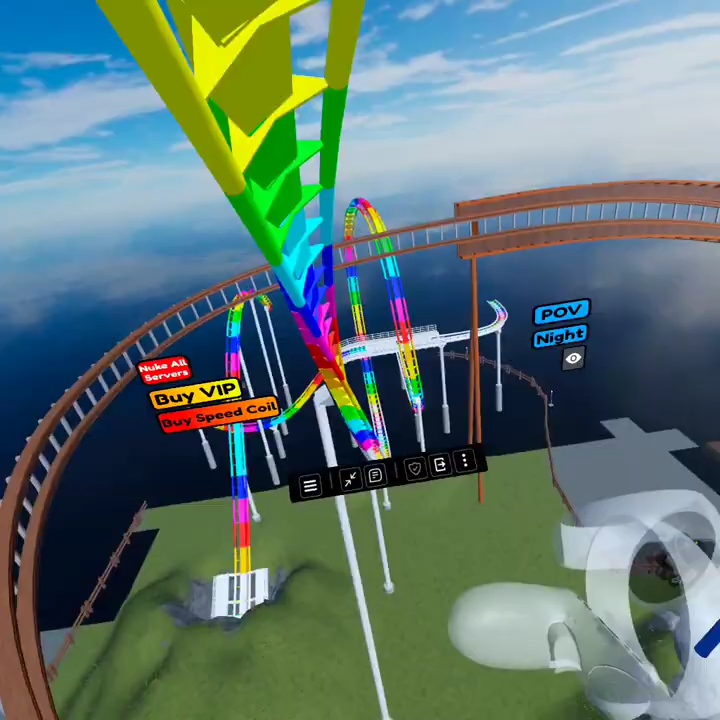 POV
Night
Nuke All
Servers
Buy VIP
Buy Speed Coil